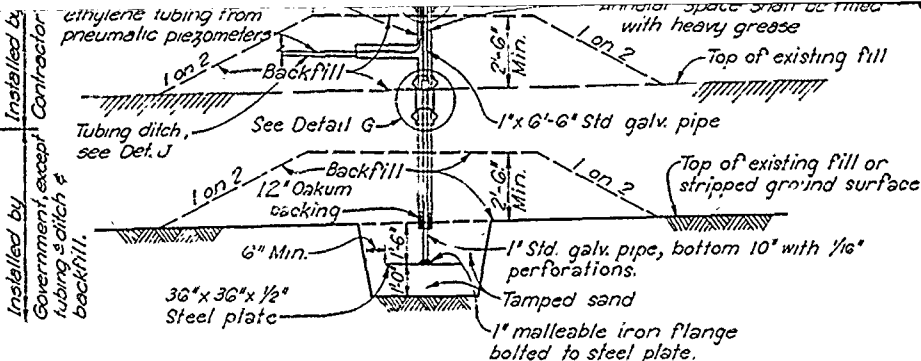 ethylene tubing from
pneumatic piezometers
annular space shall be filled
with heavy grease
1 on 2
2'-6"
Min.
1 on 2
Top of existing fill
Backfill
Installed by
Contractor
Tubing ditch,
see Det. J
See Detail G
1" x 6'-6" Std galv. pipe
1 on 2
Backfill
12" Oakum
packing
2'-6"
Min.
1 on 2
Top of existing fill or
stripped ground surface
Installed by
Government, except
tubing & ditch &
backfill.
6" Min.
1'-6"
1'-0"
1" Std. galv. pipe, bottom 10" with 1/16"
perforations.
36" x 36" x 1/2"
Steel plate
Tamped sand
1" malleable iron flange
bolted to steel plate.